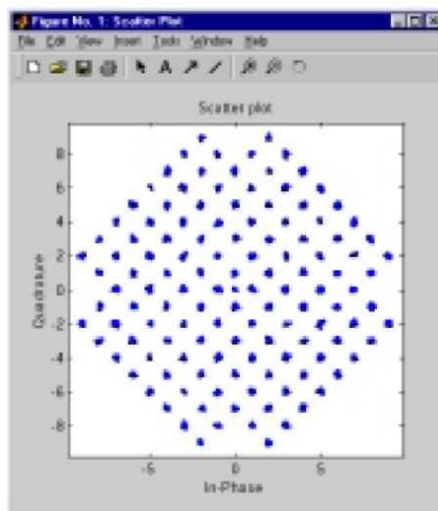 Figure No. 1: Scatter Plot
File Edit View Insert Tools Window Help
A
Scatter plot
8
6
4
2
0
-2
-4
-6
-8
Quadrature
-5 0 5
In-Phase